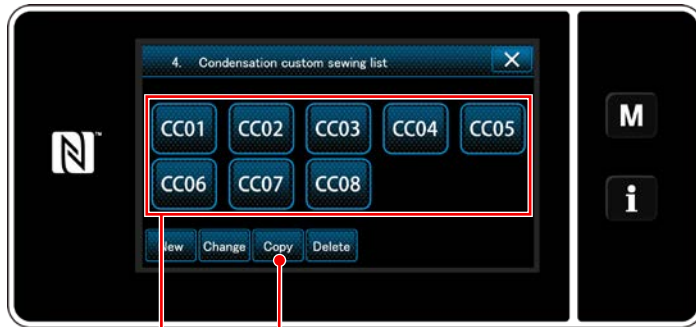 4. Condensation custom sewing list
CC01 CC02 CC03 CC04 CC05
M
CC06 CC07 CC08
i
New Change Copy Delete